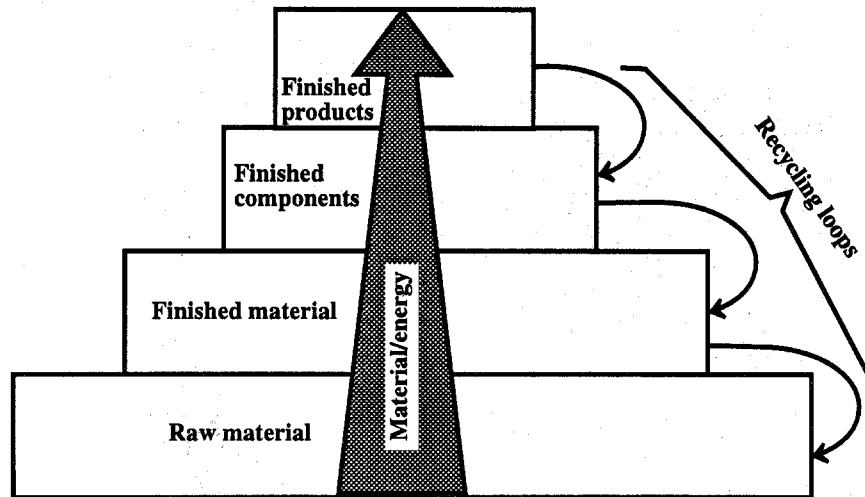 Finished
products
Finished
components
Finished material
Raw material
Material/energy
Recycling loops